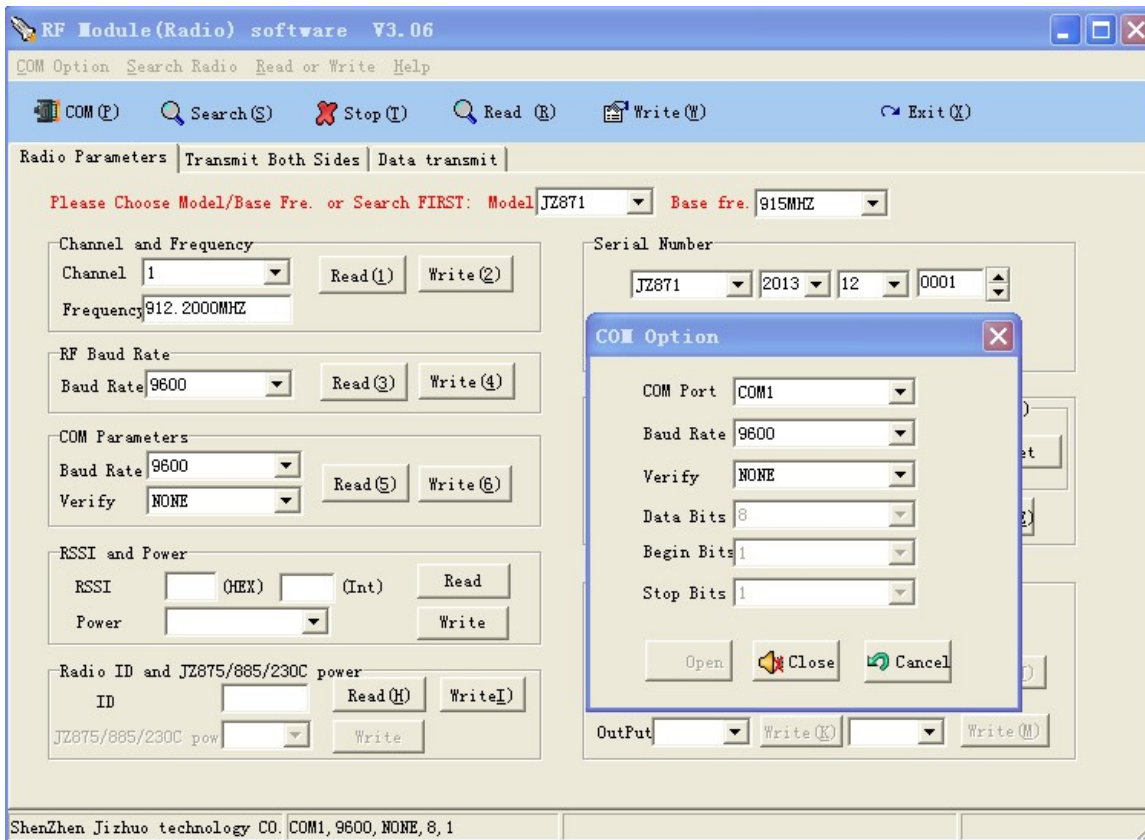 RF Module(Radio) software V3.06
COM Option Search Radio Read or Write Help
COM(P) Search(S) Stop(T) Read (R) Write(W) Exit(X)
Radio Parameters Transmit Both Sides Data transmit
Please Choose Model/Base Fre. or Search FIRST: Model JZ871 Base fre. 915MHZ
Channel and Frequency
Channel 1 Read(1) Write(2)
Frequency 912.2000MHZ
RF Baud Rate
Baud Rate 9600 Read(3) Write(4)
COM Parameters
Baud Rate 9600
Verify NONE
Read(5) Write(6)
RSSI and Power
RSSI (HEX) (Int) Read
Power Write
Radio ID and JZ875/885/230C power
ID Read(H) WriteI)
JZ875/885/230C pow Write
Serial Number
JZ871 2013 12 0001
COM Option
COM Port COM1
Baud Rate 9600
Verify NONE
Data Bits 8
Begin Bits 1
Stop Bits 1
Open Close Cancel
)
et
)
)
OutPut Write(K) Write(M)
ShenZhen Jizhuo technology CO. COM1, 9600, NONE, 8, 1